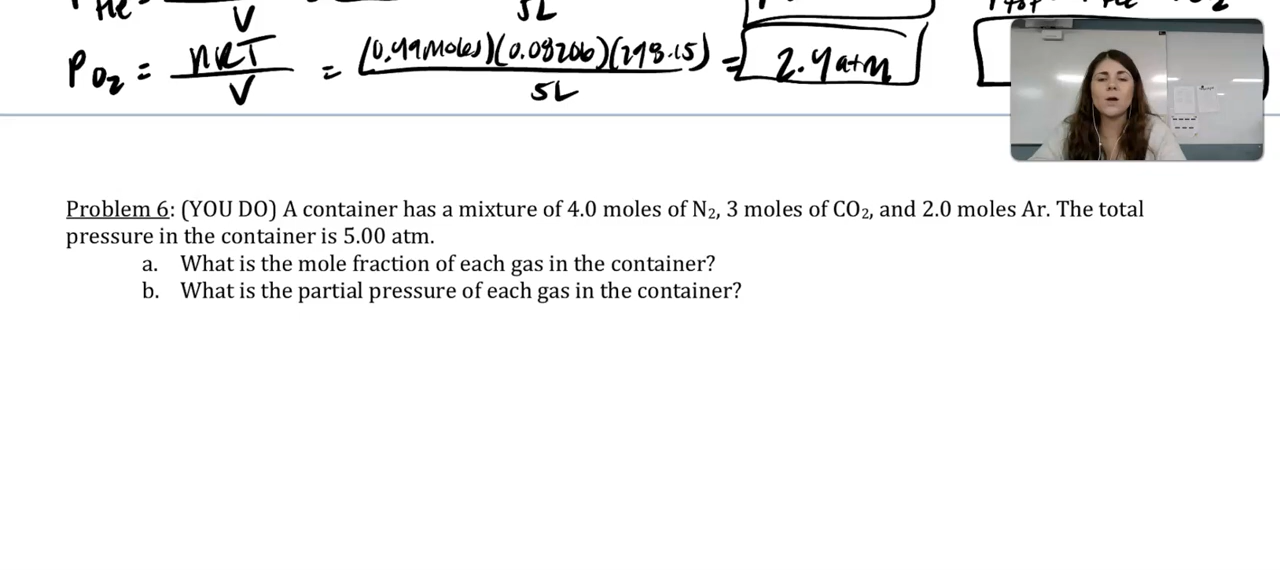 He =
V
5L
P O₂ = nRT = (0.49 moles)(0.08206)(298.15) = 2.4 atm
V 5L
Problem 6: (YOU DO) A container has a mixture of 4.0 moles of N₂, 3 moles of CO₂, and 2.0 moles Ar. The total
pressure in the container is 5.00 atm.
a. What is the mole fraction of each gas in the container?
b. What is the partial pressure of each gas in the container?